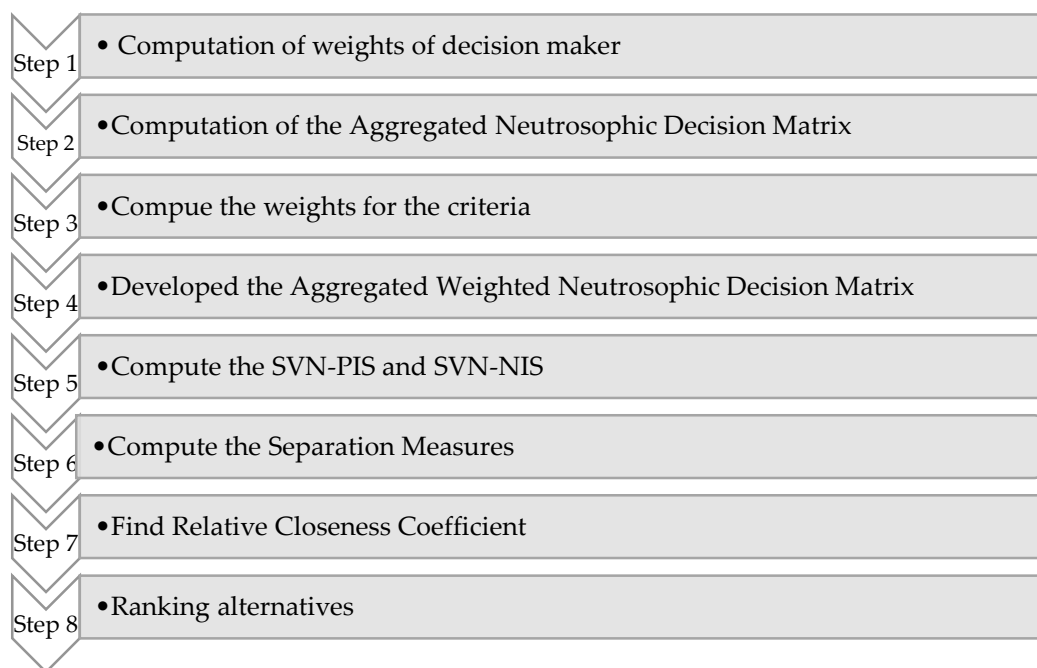 Step 1
• Computation of weights of decision maker
Step 2
•Computation of the Aggregated Neutrosophic Decision Matrix
Step 3
•Compue the weights for the criteria
Step 4
•Developed the Aggregated Weighted Neutrosophic Decision Matrix
Step 5
•Compute the SVN-PIS and SVN-NIS
Step 6
•Compute the Separation Measures
Step 7
•Find Relative Closeness Coefficient
Step 8
•Ranking alternatives